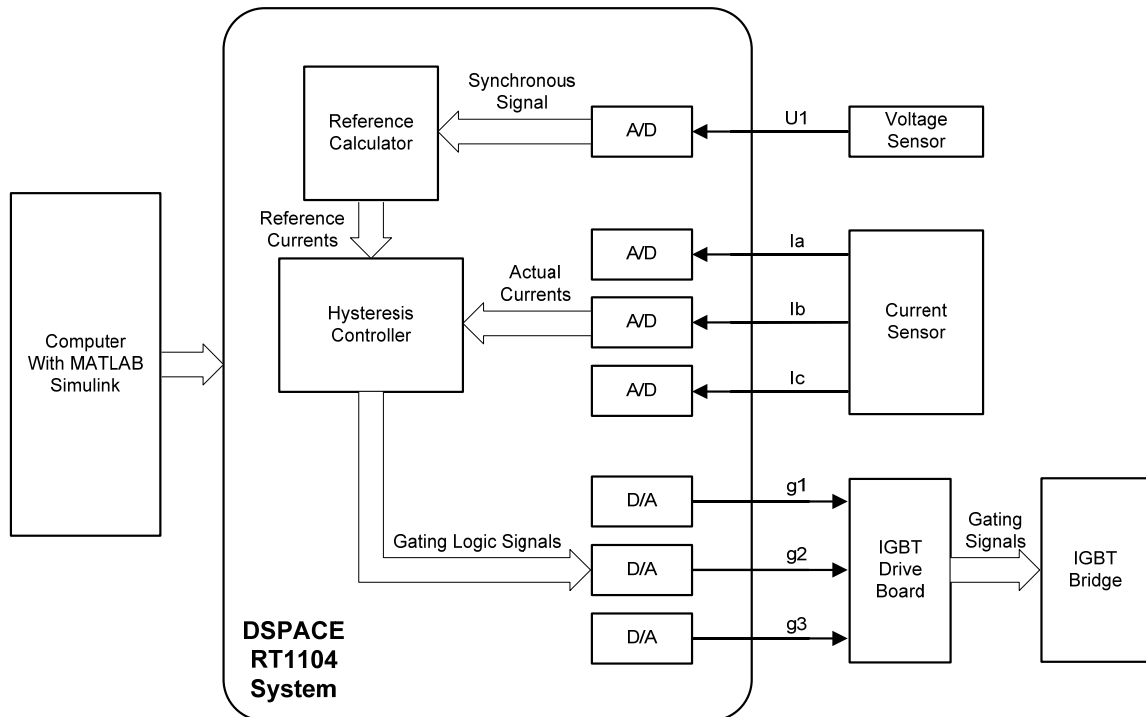 Synchronous
Signal
Reference
Calculator
A/D
U1
Voltage
Sensor
Reference
Currents
A/D
Ia
Actual
Currents
Hysteresis
Controller
A/D
Ib
Current
Sensor
A/D
Ic
Computer
With MATLAB
Simulink
D/A
g1
Gating Logic Signals
D/A
g2
IGBT
Drive
Board
Gating
Signals
IGBT
Bridge
D/A
g3
DSPACE
RT1104
System